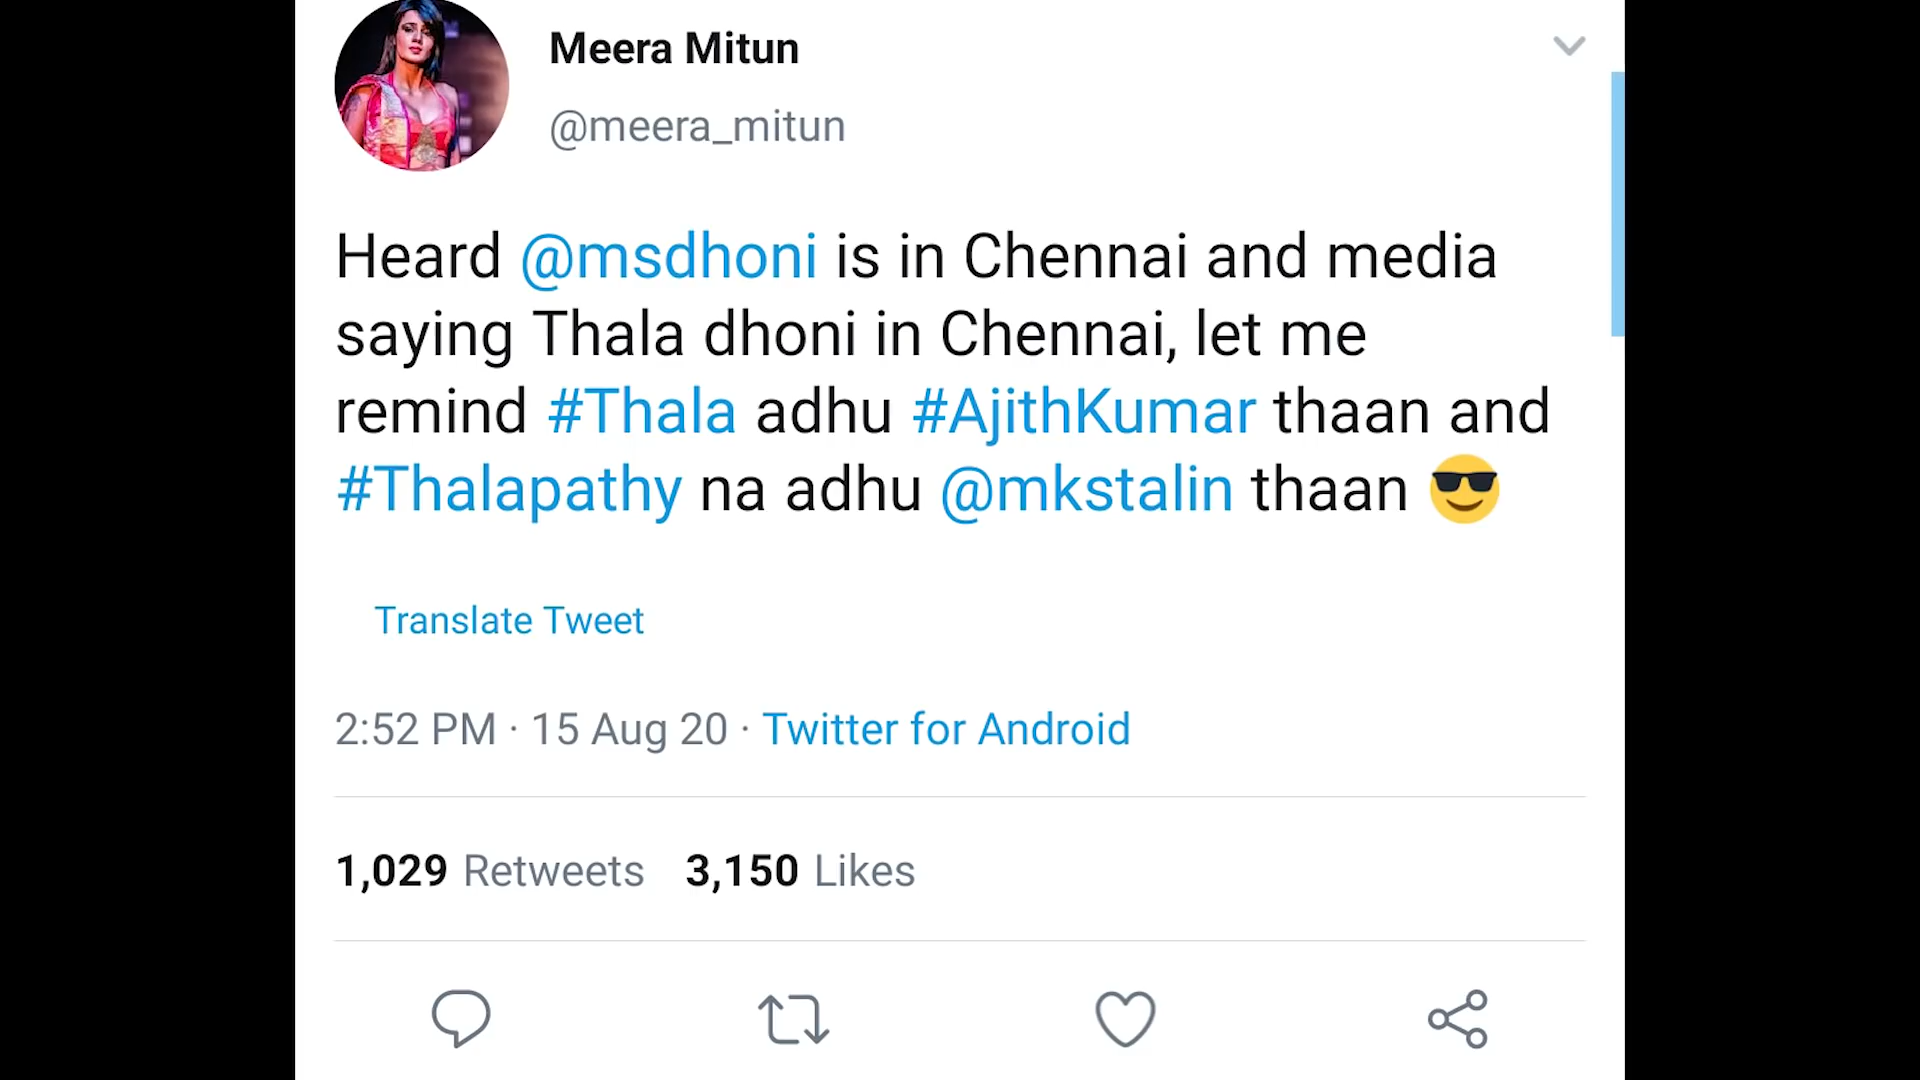 Meera Mitun
@meera_mitun
Heard @msdhoni is in Chennai and media
saying Thala dhoni in Chennai, let me
remind #Thala adhu #AjithKumar thaan and
#Thalapathy na adhu @mkstalin thaan 😎
Translate Tweet
2:52 PM · 15 Aug 20 · Twitter for Android
1,029 Retweets 3,150 Likes